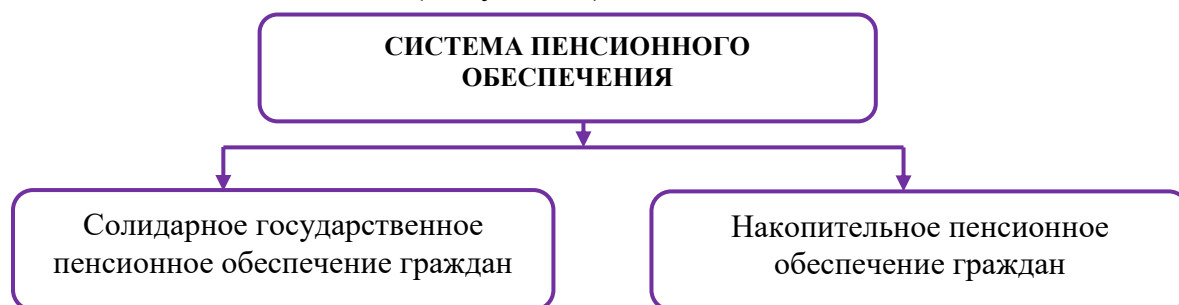 СИСТЕМА ПЕНСИОННОГО
ОБЕСПЕЧЕНИЯ
Солидарное государственное
пенсионное обеспечение граждан
Накопительное пенсионное
обеспечение граждан